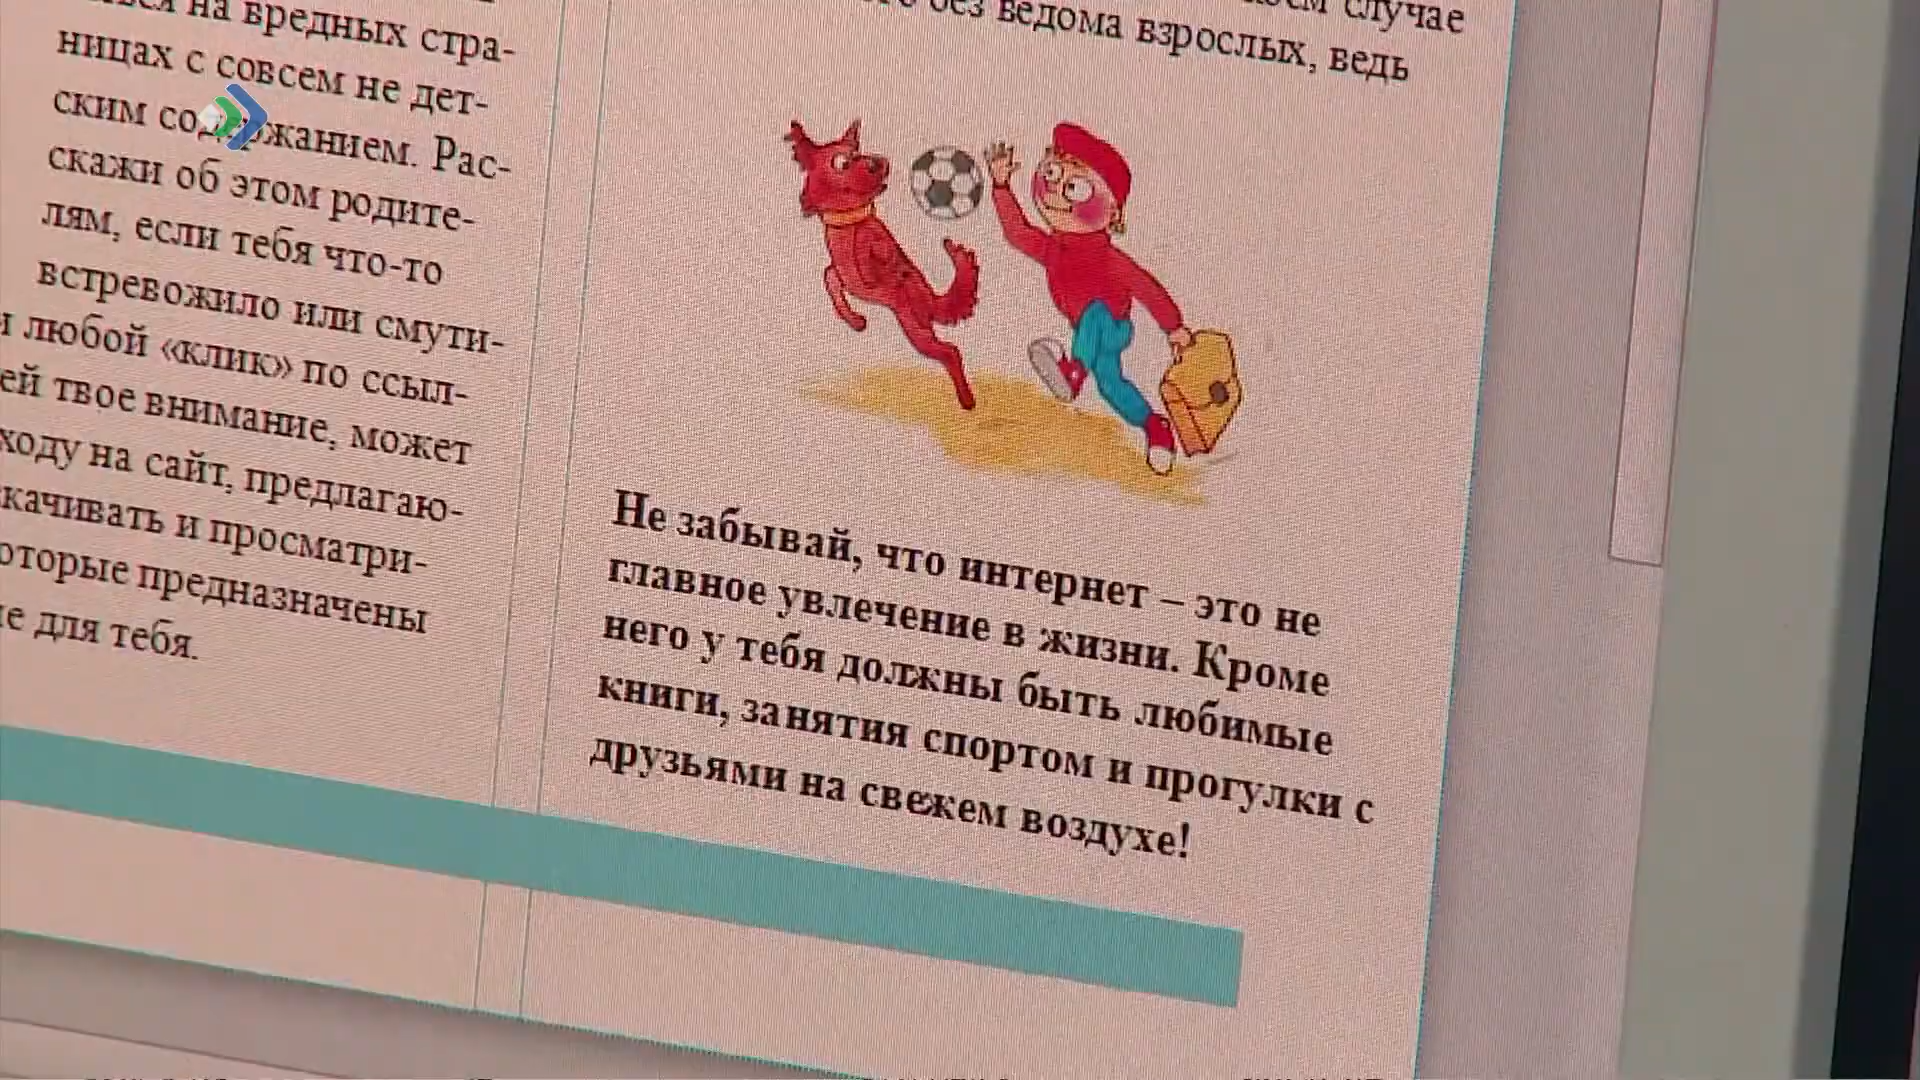 на вредных стра-
ницах с совсем не дет-
ским содержанием. Рас-
скажи об этом родите-
лям, если тебя что-то
встревожило или смути-
любой «клик» по ссыл-
ей твое внимание, может
ходу на сайт, предлагаю-
качивать и просматри-
оторые предназначены
для тебя.
случае
без ведома взрослых, ведь
Не забывай, что интернет – это не
главное увлечение в жизни. Кроме
него у тебя должны быть любимые
книги, занятия спортом и прогулки с
друзьями на свежем воздухе!